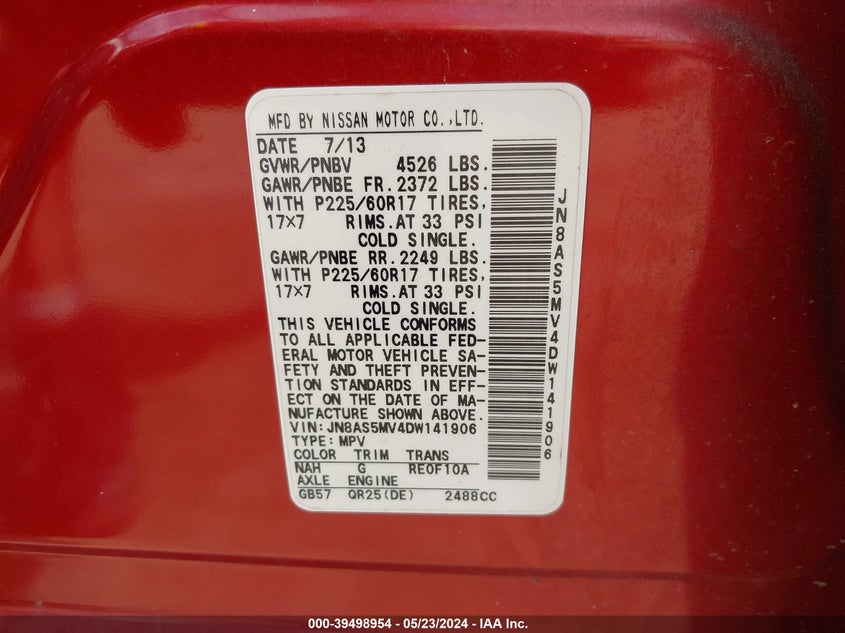 MFD BY NISSAN MOTOR CO.,LTD.
DATE 7/13
GVWR/PNBV 4526 LBS.
GAWR/PNBE FR. 2372 LBS.
WITH P225/60R17 TIRES,
17×7 RIMS.AT 33 PSI
COLD SINGLE.
GAWR/PNBE RR. 2249 LBS.
WITH P225/60R17 TIRES,
17×7 RIMS.AT 33 PSI
COLD SINGLE.
THIS VEHICLE CONFORMS
TO ALL APPLICABLE FED-
ERAL MOTOR VEHICLE SA-
FETY AND THEFT PREVEN-
TION STANDARDS IN EFF-
ECT ON THE DATE OF MA-
NUFACTURE SHOWN ABOVE.
VIN:JN8AS5MV4DW141906
TYPE:MPV
COLOR TRIM TRANS
NAH G RE0F10A
AXLE ENGINE
GB57 QR25(DE) 2488CC
JN8AS5MV4DW141906
000-39498954 - 05/23/2024 - IAA Inc.